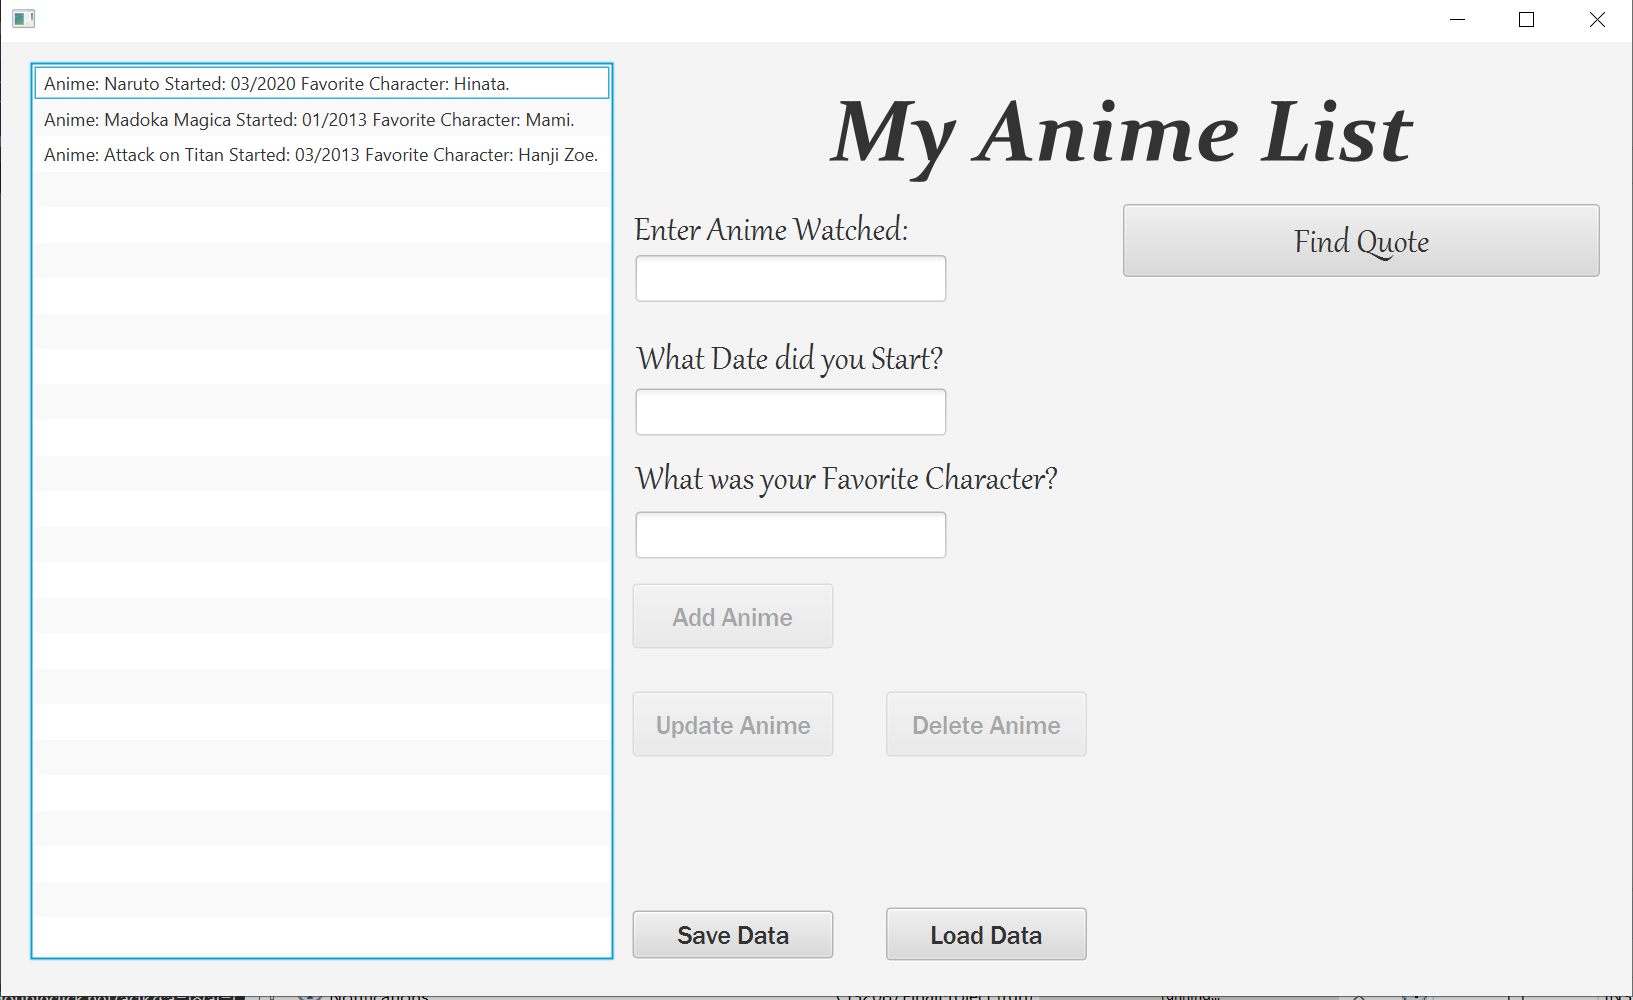 Anime: Naruto Started: 03/2020 Favorite Character: Hinata.
Anime: Madoka Magica Started: 01/2013 Favorite Character: Mami.
Anime: Attack on Titan Started: 03/2013 Favorite Character: Hanji Zoe.
My Anime List
Enter Anime Watched:
Find Quote
What Date did you Start?
What was your Favorite Character?
Add Anime
Update Anime
Delete Anime
Save Data
Load Data